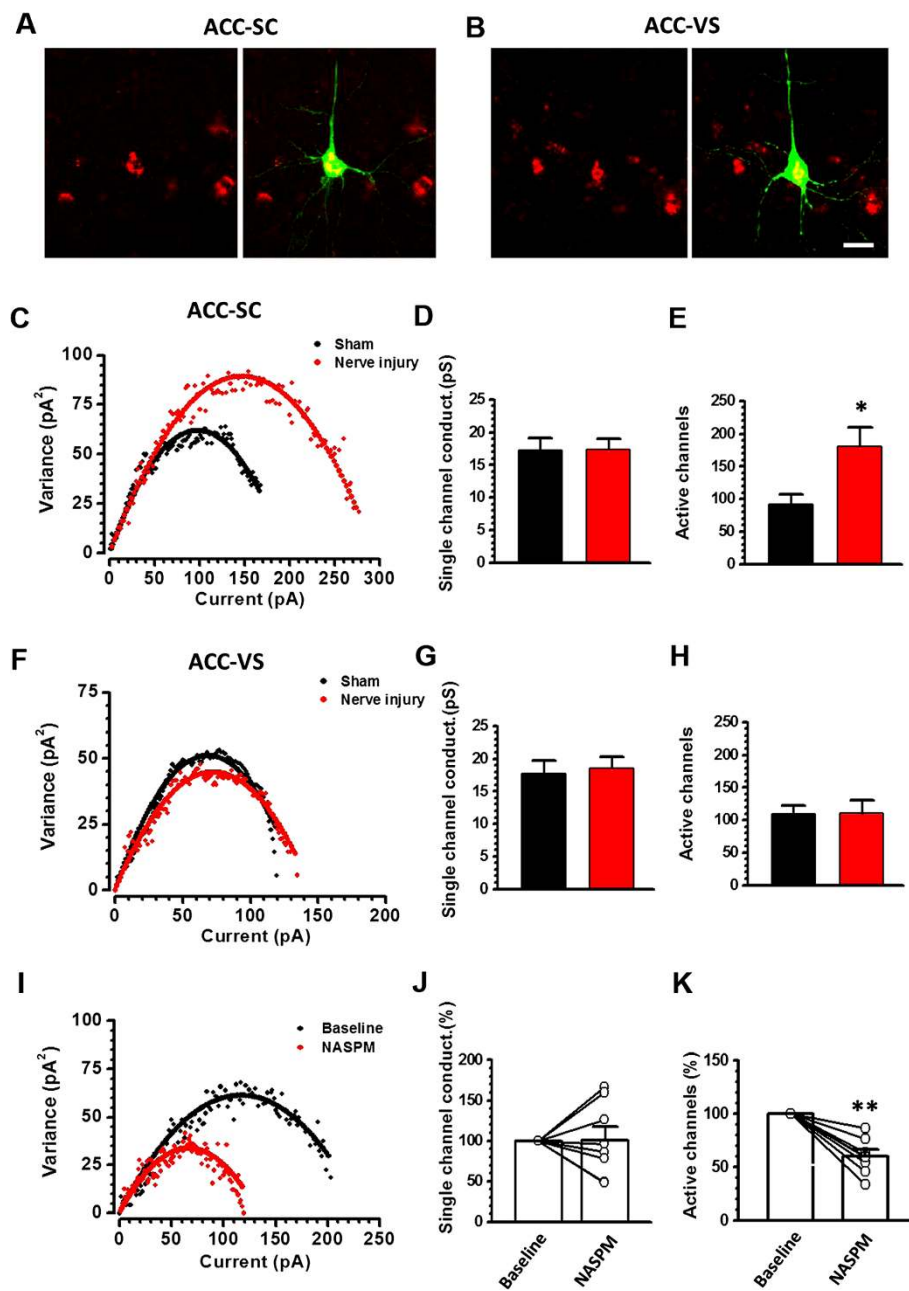 A
ACC-SC
B
ACC-VS
C
ACC-SC
Sham
Nerve injury
Variance (pA²)
100
75
50
25
0
0 50 100 150 200 250 300
Current (pA)
D
Single channel conduct.(pS)
25
20
15
10
5
0
E
Active channels
250
200
150
100
50
0
*
F
ACC-VS
Sham
Nerve injury
Variance (pA²)
75
50
25
0
0 50 100 150 200
Current (pA)
G
Single channel conduct.(pS)
25
20
15
10
5
0
H
Active channels
250
200
150
100
50
0
I
Baseline
NASPM
Variance (pA²)
100
75
50
25
0
0 50 100 150 200 250
Current (pA)
J
Single channel conduct.(%)
200
150
100
50
0
Baseline
NASPM
K
Active channels (%)
150
100
50
0
**
Baseline
NASPM